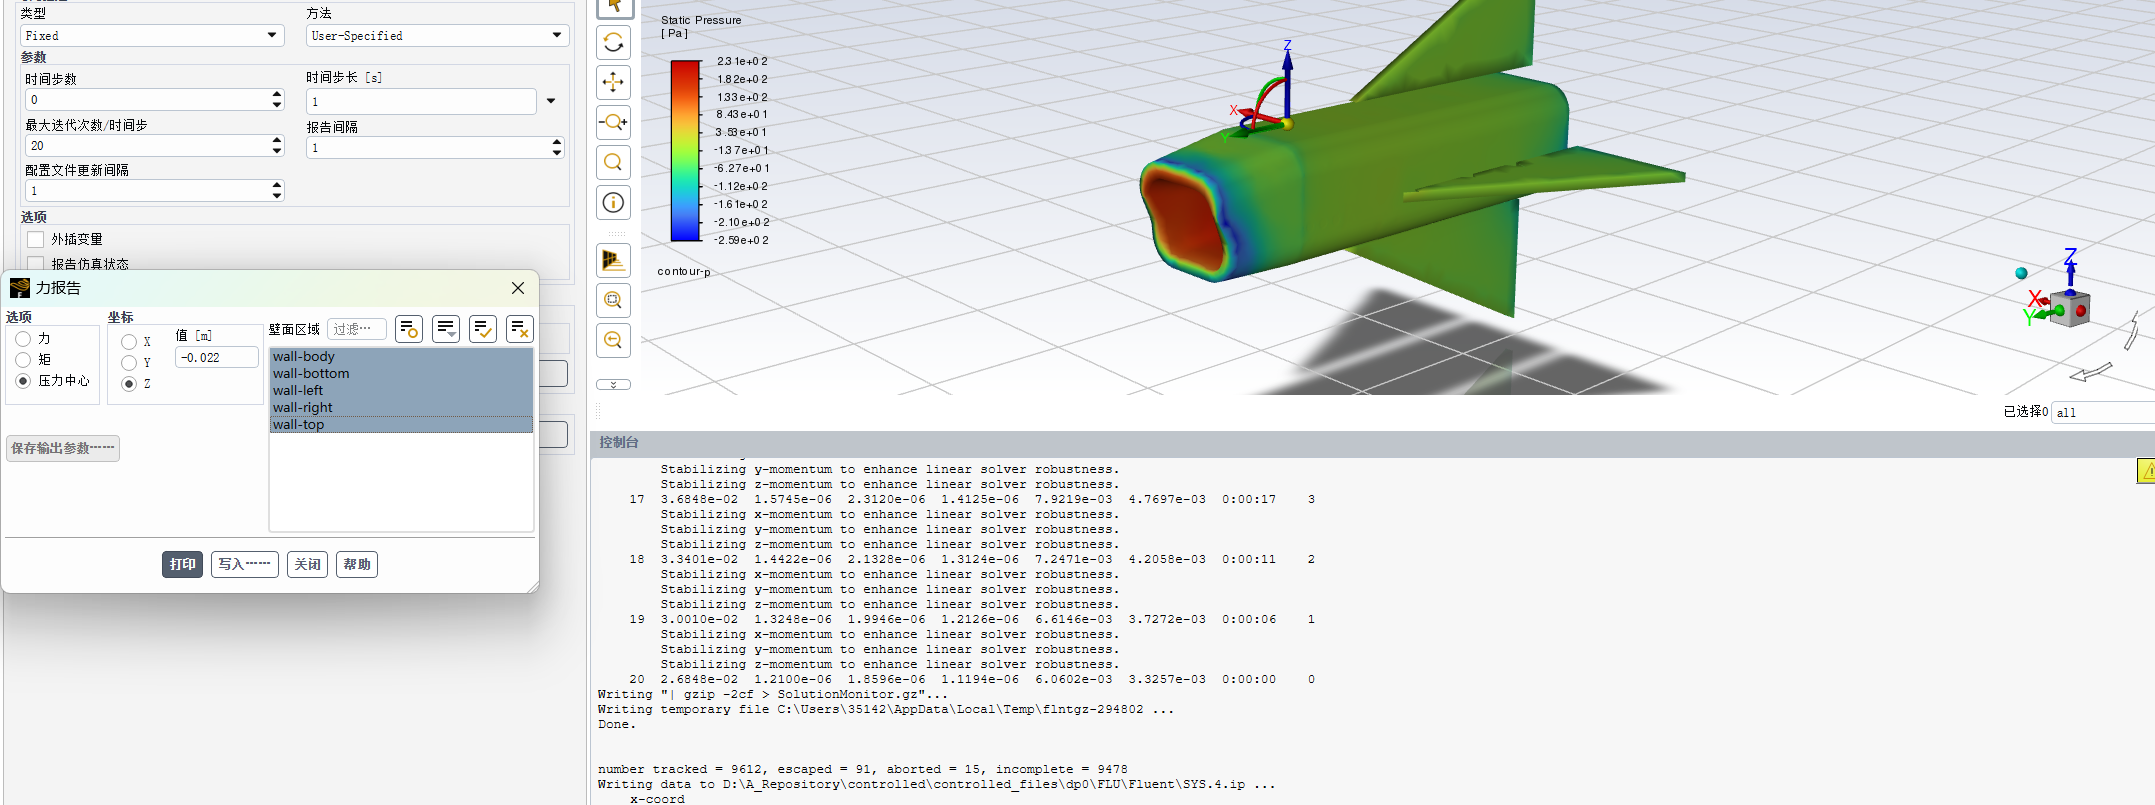 类型
方法
Fixed
User-Specified
参数
时间步数
时间步长 [s]
0
1
最大迭代次数/时间步
报告间隔
20
1
配置文件更新间隔
1
选项
外插变量
报告仿真状态
力报告
选项
力
矩
压力中心
坐标
X
Y
Z
值 [m]
-0.022
壁面区域
过滤…
wall-body
wall-bottom
wall-left
wall-right
wall-top
保存输出参数……
打印
写入……
关闭
帮助
Static Pressure
[ Pa ]
2.31e+02
1.82e+02
1.33e+02
8.43e+01
3.53e+01
-1.37e+01
-6.27e+01
-1.12e+02
-1.61e+02
-2.10e+02
-2.59e+02
contour-p
Z
X
Y
Z
X
Y
已选择0
all
控制台
Stabilizing y-momentum to enhance linear solver robustness.
Stabilizing z-momentum to enhance linear solver robustness.
17 3.6848e-02 1.5745e-06 2.3120e-06 1.4125e-06 7.9219e-03 4.7697e-03 0:00:17 3
Stabilizing x-momentum to enhance linear solver robustness.
Stabilizing y-momentum to enhance linear solver robustness.
Stabilizing z-momentum to enhance linear solver robustness.
18 3.3401e-02 1.4422e-06 2.1328e-06 1.3124e-06 7.2471e-03 4.2058e-03 0:00:11 2
Stabilizing x-momentum to enhance linear solver robustness.
Stabilizing y-momentum to enhance linear solver robustness.
Stabilizing z-momentum to enhance linear solver robustness.
19 3.0010e-02 1.3248e-06 1.9946e-06 1.2126e-06 6.6146e-03 3.7272e-03 0:00:06 1
Stabilizing x-momentum to enhance linear solver robustness.
Stabilizing y-momentum to enhance linear solver robustness.
Stabilizing z-momentum to enhance linear solver robustness.
20 2.6848e-02 1.2100e-06 1.8596e-06 1.1194e-06 6.0602e-03 3.3257e-03 0:00:00 0
Writing "| gzip -2cf > SolutionMonitor.gz"...
Writing temporary file C:\Users\35142\AppData\Local\Temp\flntgz-294802 ...
Done.
number tracked = 9612, escaped = 91, aborted = 15, incomplete = 9478
Writing data to D:\A_Repository\controlled\controlled_files\dp0\FLU\Fluent\SYS.4.ip ...
x-coord